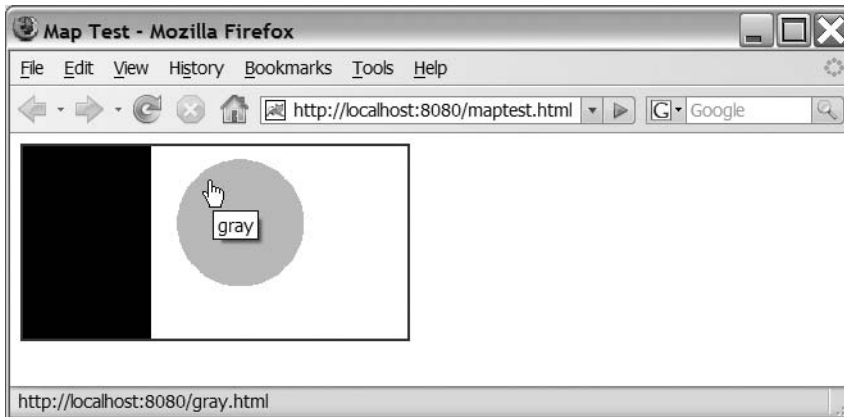 Map Test - Mozilla Firefox
File Edit View History Bookmarks Tools Help
http://localhost:8080/maptest.html G Google
gray
http://localhost:8080/gray.html